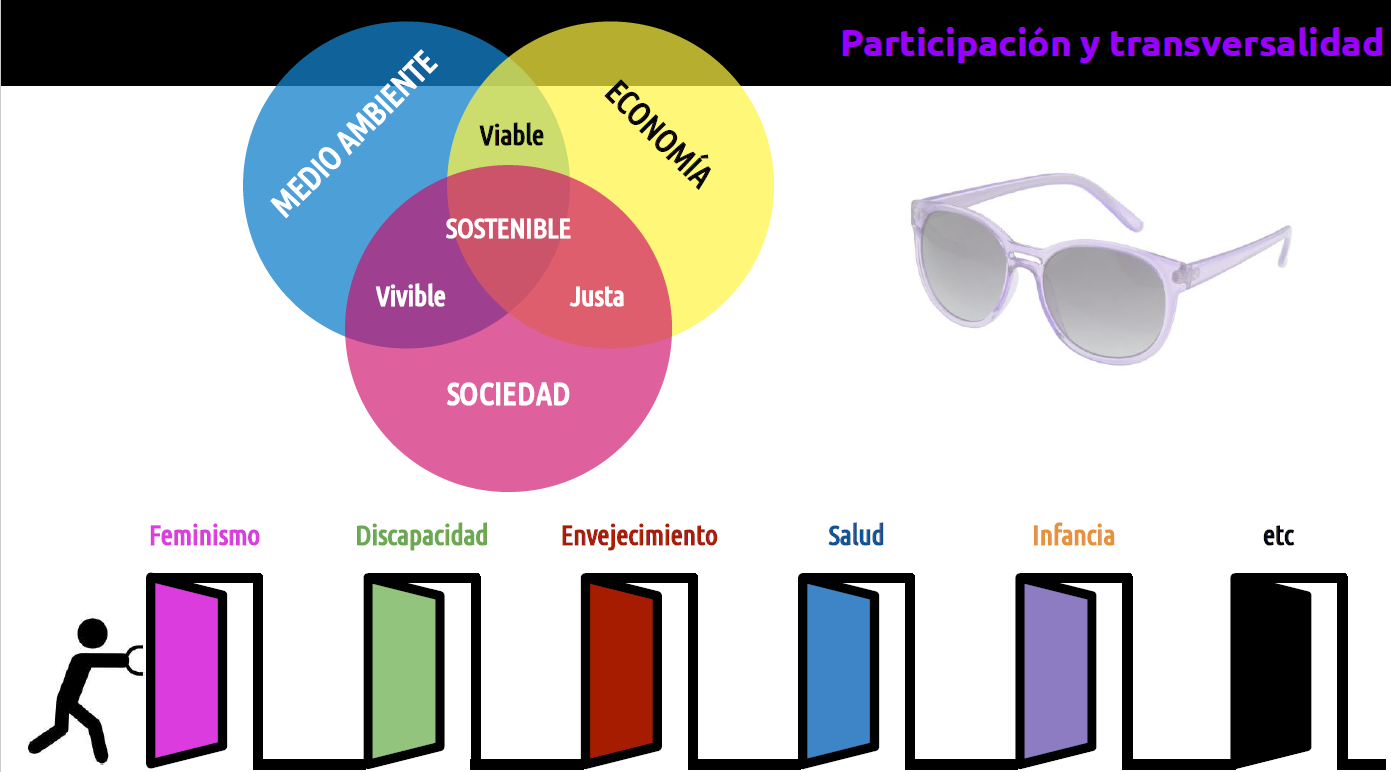 Participación y transversalidad
MEDIO AMBIENTE
ECONOMÍA
Viable
SOSTENIBLE
Vivible
Justa
SOCIEDAD
Feminismo
Discapacidad
Envejecimiento
Salud
Infancia
etc